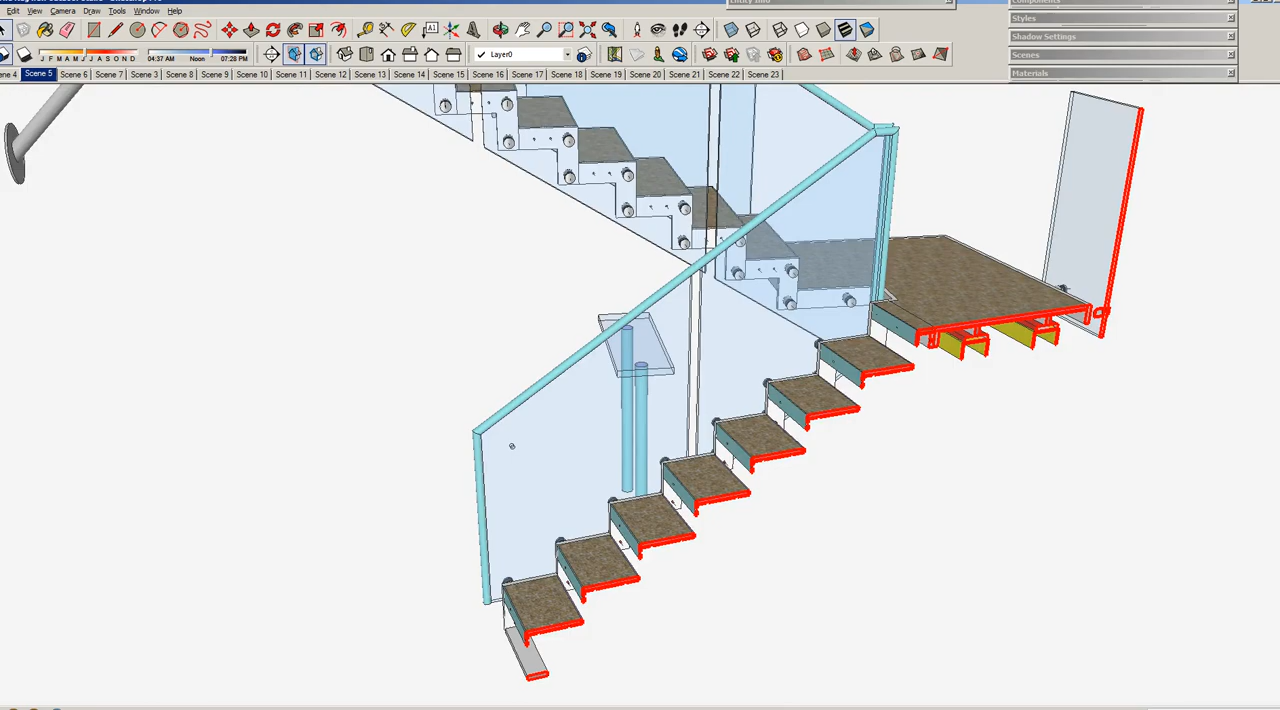 Edit View Camera Draw Tools Window Help
J F M A M J J A S O N D 04:37 AM Noon 07:28 PM Layer0
Scene 5 Scene 6 Scene 7 Scene 3 Scene 8 Scene 9 Scene 10 Scene 11 Scene 12 Scene 13 Scene 14 Scene 15 Scene 16 Scene 17 Scene 18 Scene 19 Scene 20 Scene 21 Scene 22 Scene 23
Styles
Shadow Settings
Scenes
Materials